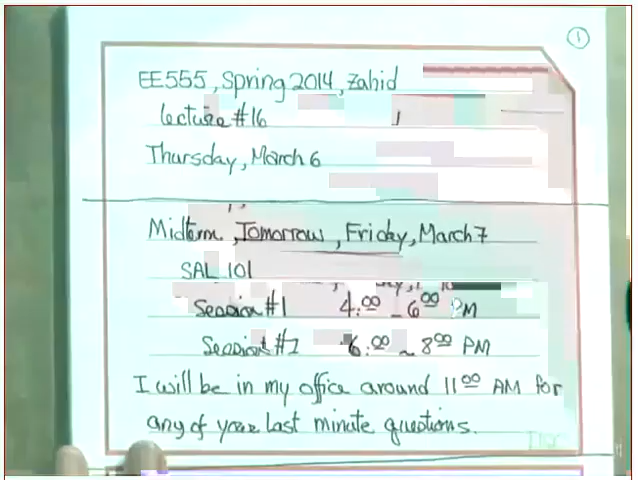 1
EE555, Spring 2014, Zahid
Lecture #16
Thursday, March 6
Midterm, Tomorrow, Friday, March 7
SAL 101
Session #1 4:00 - 6:00 PM
Session #2 6:00 ~ 8:00 PM
I will be in my office around 11:00 AM for
any of your last minute questions.